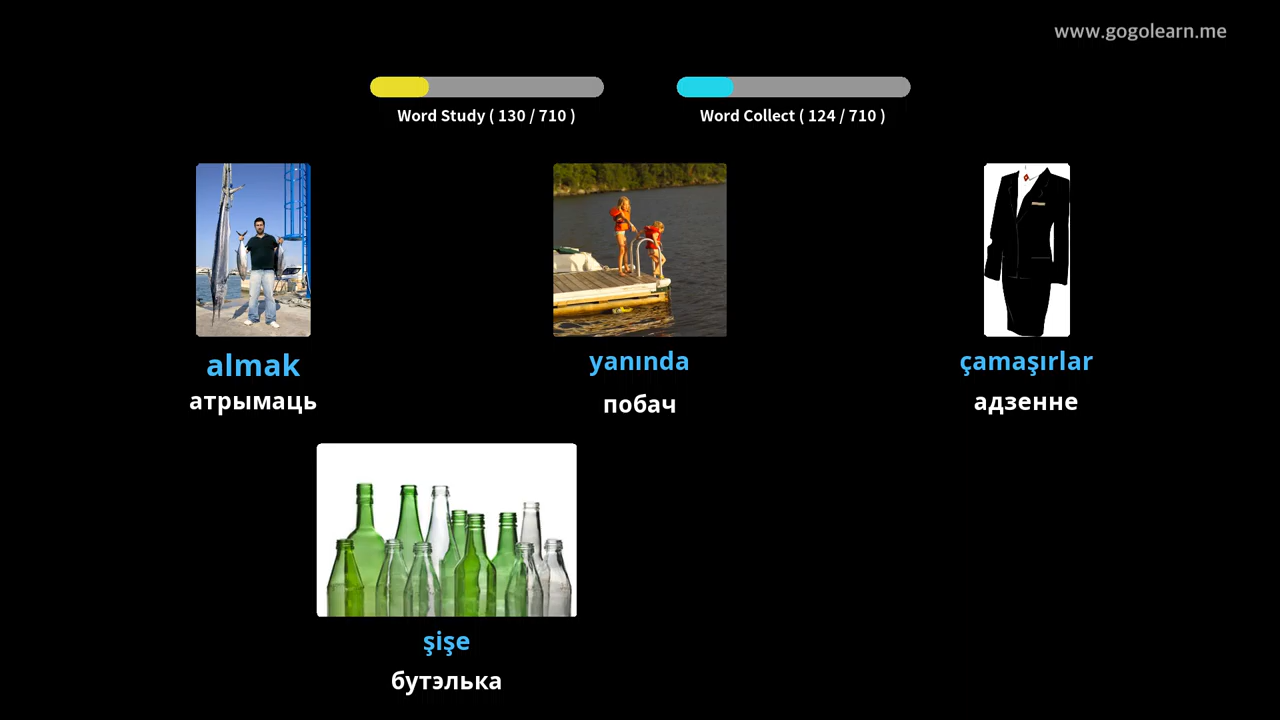 www.gogolearn.me
Word Study ( 130 / 710 )
Word Collect ( 124 / 710 )
almak
атрымаць
yanında
побач
çamaşırlar
адзенне
şişe
бутэлька